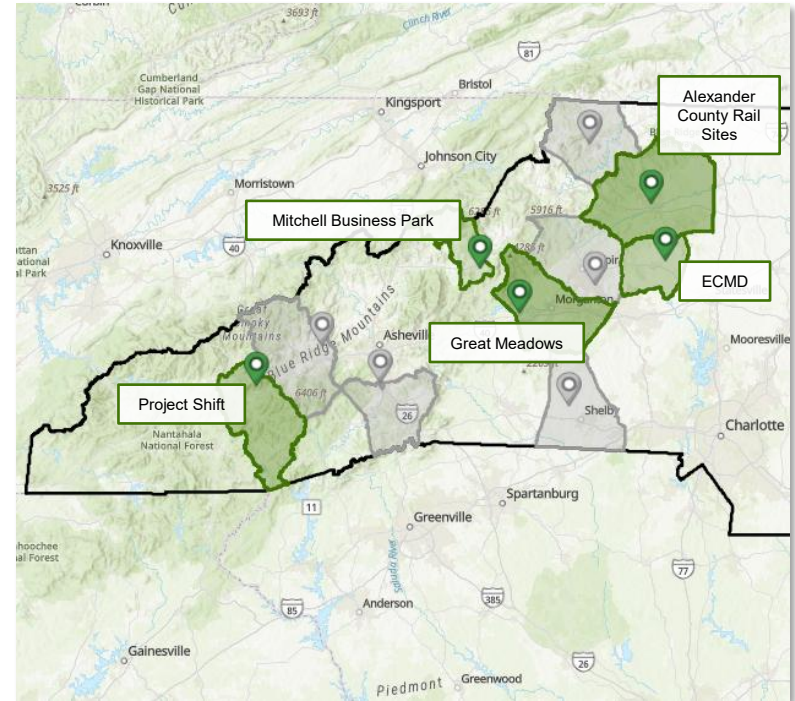 3693 ft
Clinch River
81
Cumberland
Gap National
Historical Park
Bristol
Kingsport
Alexander
County Rail
Sites
Johnson City
3525 ft
Morristown
Mitchell Business Park
5916 ft
Knoxville
40
ECMD
Great
Smoky
Mountains
Blue Ridge Mountains
Morganton
Great Meadows
Mooresville
Project Shift
6406 ft
26
Shelby
Charlotte
Nantahala
National Forest
Spartanburg
11
Greenville
Saluda River
77
85
Anderson
385
Gainesville
26
Piedmont
Greenwood